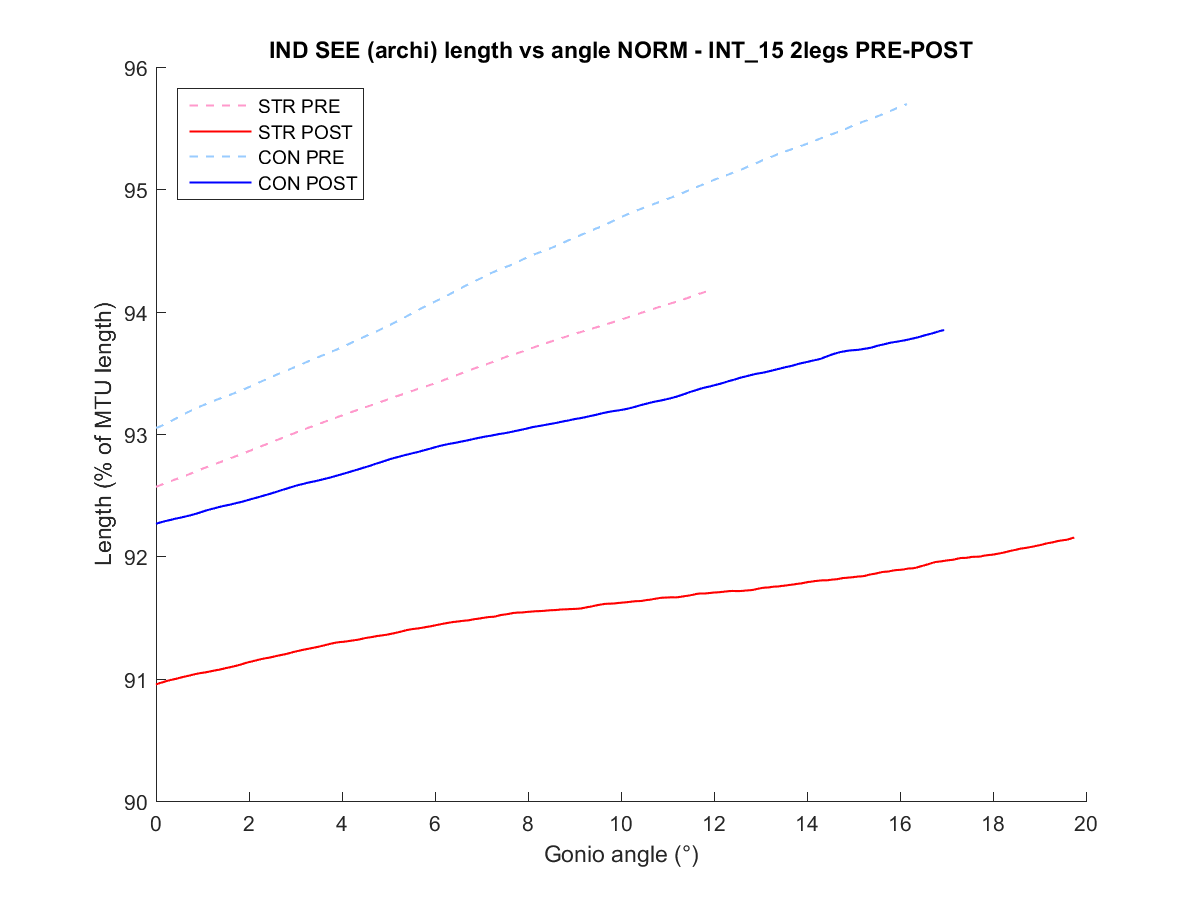 IND SEE (archi) length vs angle NORM - INT_15 2legs PRE-POST
STR PRE
STR POST
CON PRE
CON POST
96
95
94
93
92
91
90
Length (% of MTU length)
0 2 4 6 8 10 12 14 16 18 20
Gonio angle (°)